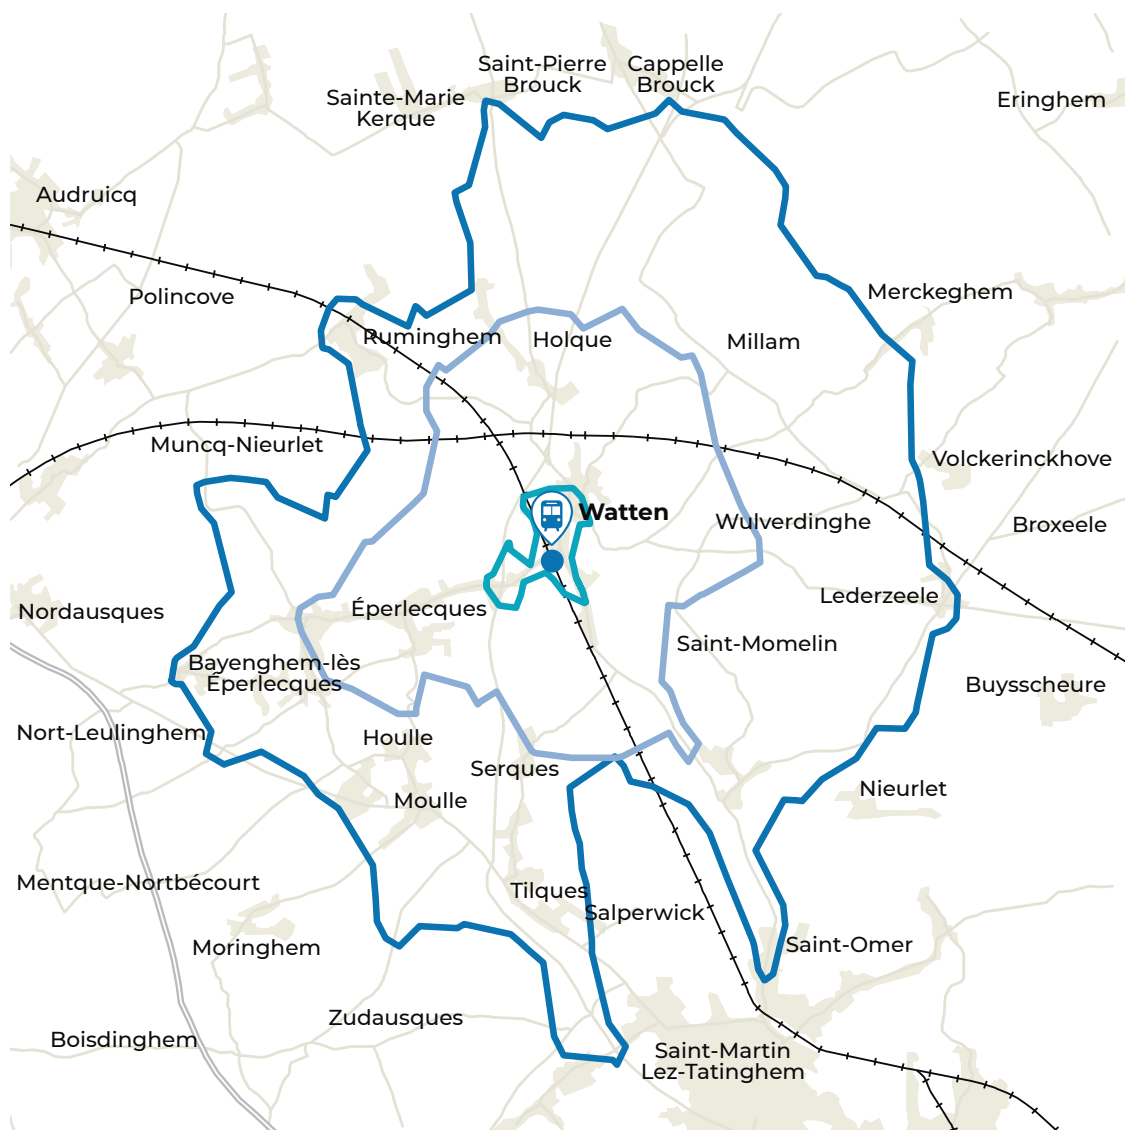 Saint-Pierre
Brouck
Cappelle
Brouck
Sainte-Marie
Kerque
Eringhem
Audruicq
Polincove
Merckeghem
Ruminghem
Holque
Millam
Muncq-Nieurlet
Volckerinckhove
Watten
Wulverdinghe
Broxeele
Nordausques
Éperlecques
Lederzeele
Saint-Momelin
Bayenghem-lès
Éperlecques
Buysscheure
Nort-Leulinghem
Houlle
Serques
Moulle
Nieurlet
Mentque-Nortbécourt
Tilques
Salperwick
Moringhem
Saint-Omer
Zudausques
Boisdinghem
Saint-Martin
Lez-Tatinghem